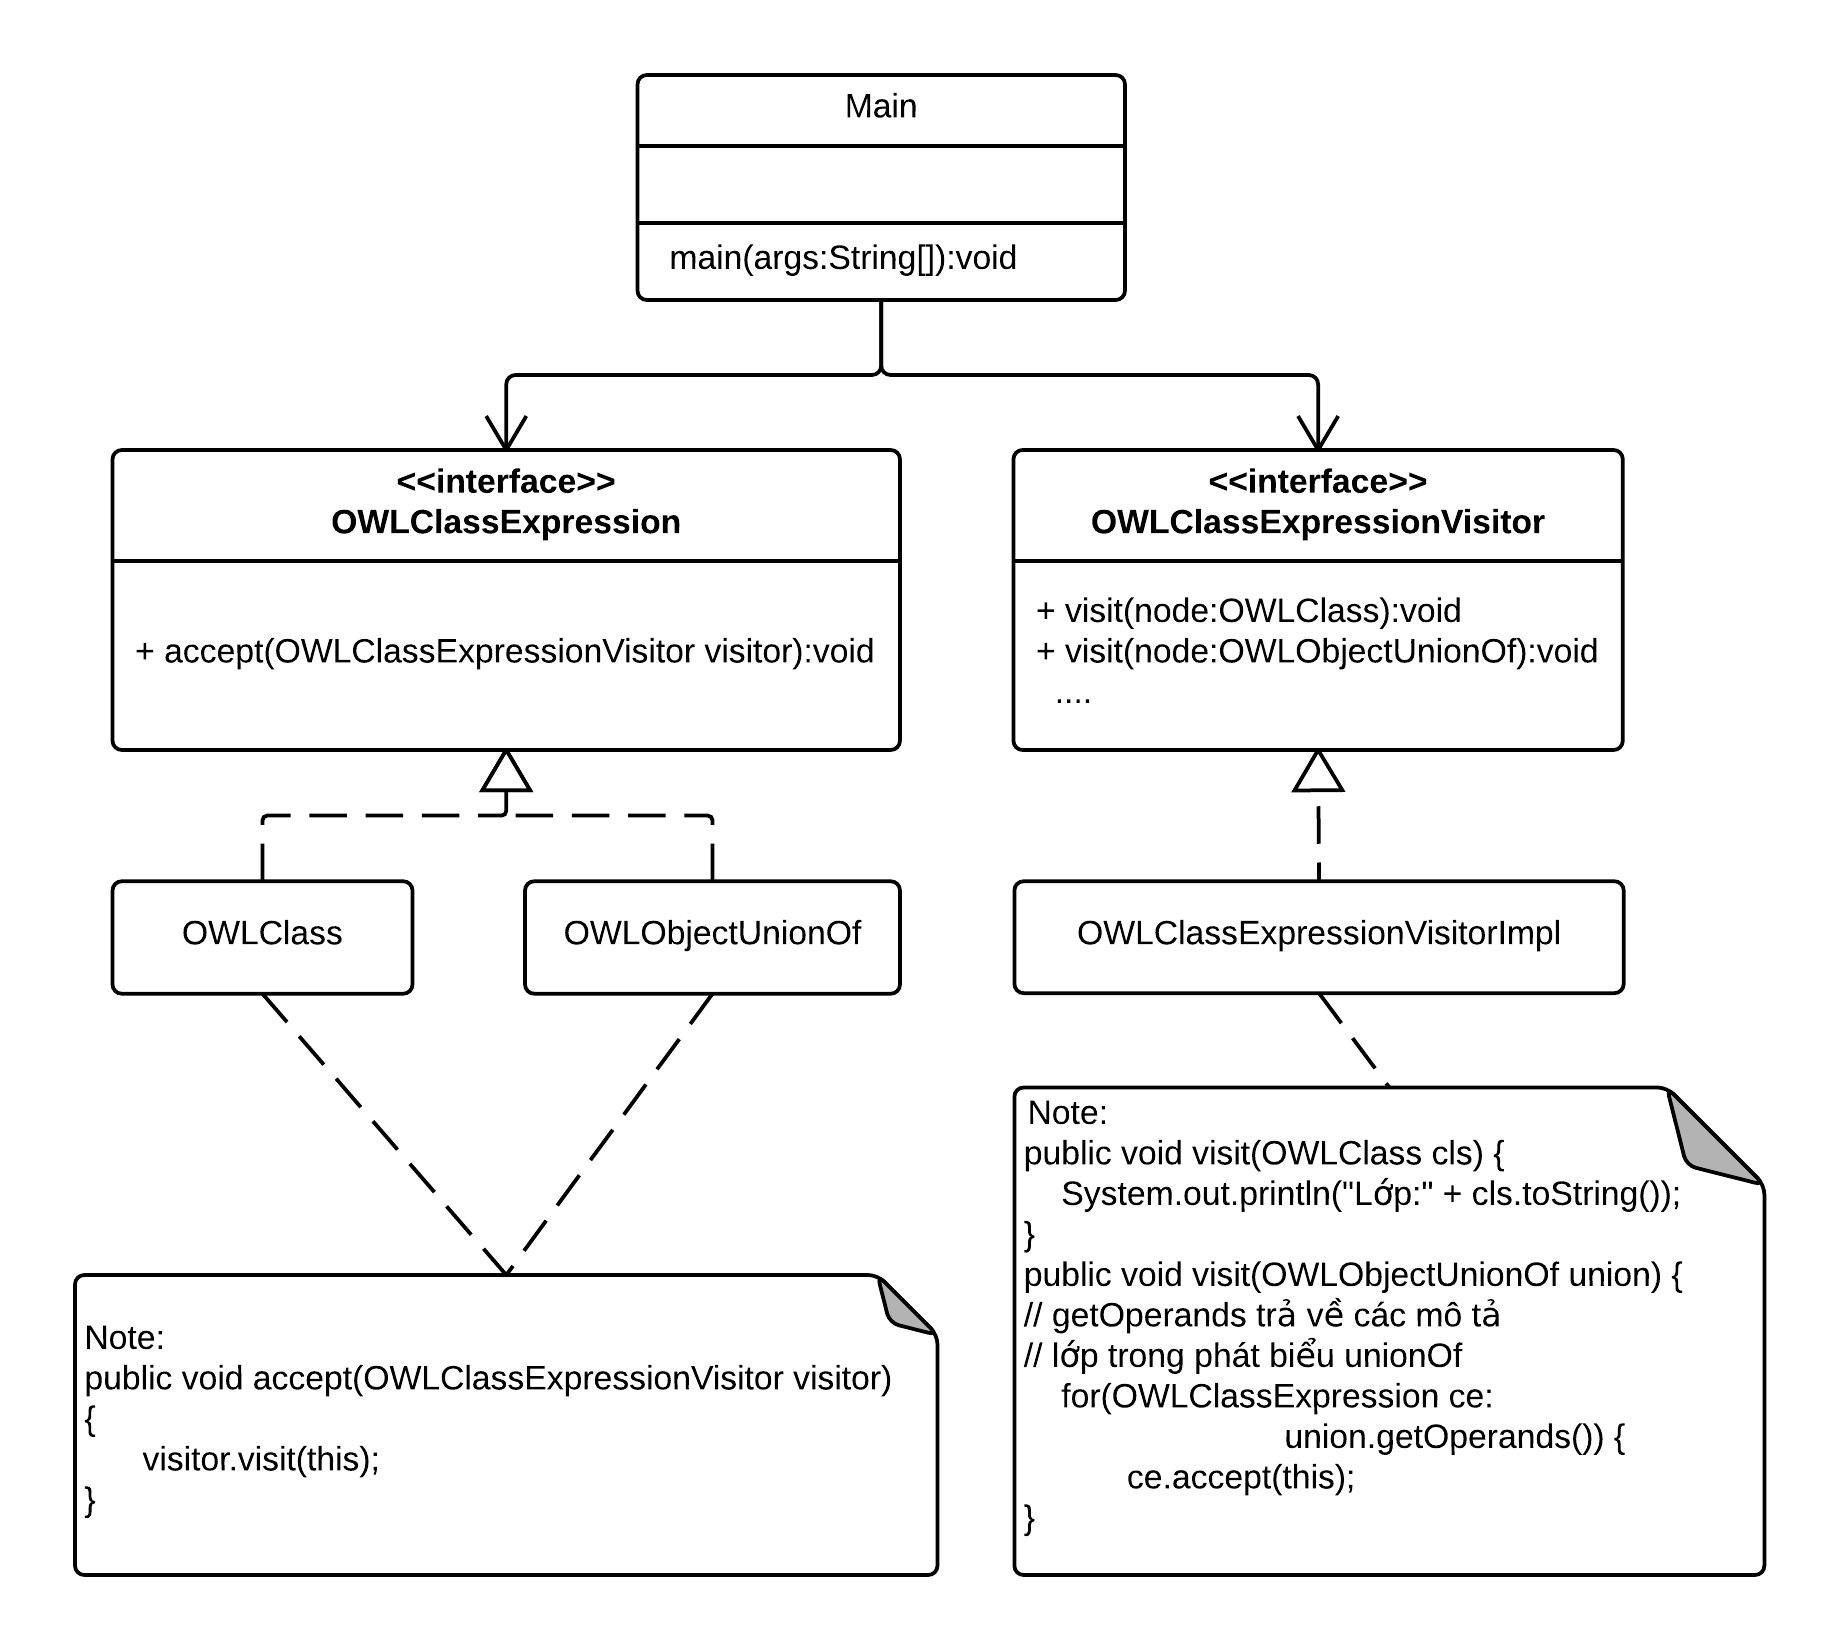 Main
main(args:String[]):void
<<interface>>
OWLClassExpression
+ accept(OWLClassExpressionVisitor visitor):void
<<interface>>
OWLClassExpressionVisitor
+ visit(node:OWLClass):void
+ visit(node:OWLObjectUnionOf):void
....
OWLClass
OWLObjectUnionOf
OWLClassExpressionVisitorImpl
Note:
public void accept(OWLClassExpressionVisitor visitor)
{
visitor.visit(this);
}
Note:
public void visit(OWLClass cls) {
System.out.println("Lớp:" + cls.toString());
}
public void visit(OWLObjectUnionOf union) {
// getOperands trả về các mô tả
// lớp trong phát biểu unionOf
for(OWLClassExpression ce:
union.getOperands()) {
ce.accept(this);
}